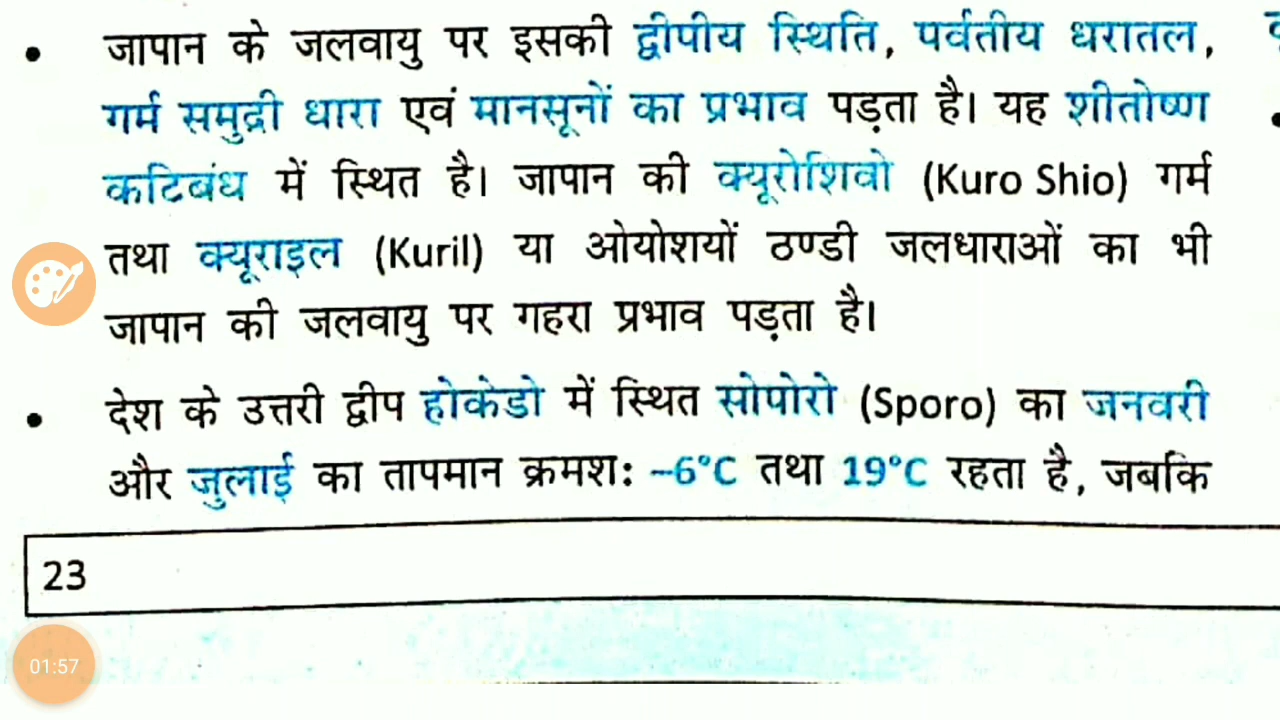 • जापान के जलवायु पर इसकी द्वीपीय स्थिति, पर्वतीय धरातल,
गर्म समुद्री धारा एवं मानसूनों का प्रभाव पड़ता है। यह शीतोष्ण
कटिबंध में स्थित है। जापान की क्यूरोशिवो (Kuro Shio) गर्म
तथा क्यूराइल (Kuril) या ओयोशयों ठण्डी जलधाराओं का भी
जापान की जलवायु पर गहरा प्रभाव पड़ता है।
• देश के उत्तरी द्वीप होकेडो में स्थित सोपोरो (Sporo) का जनवरी
और जुलाई का तापमान क्रमश: –6°C तथा 19°C रहता है, जबकि
23
01:57